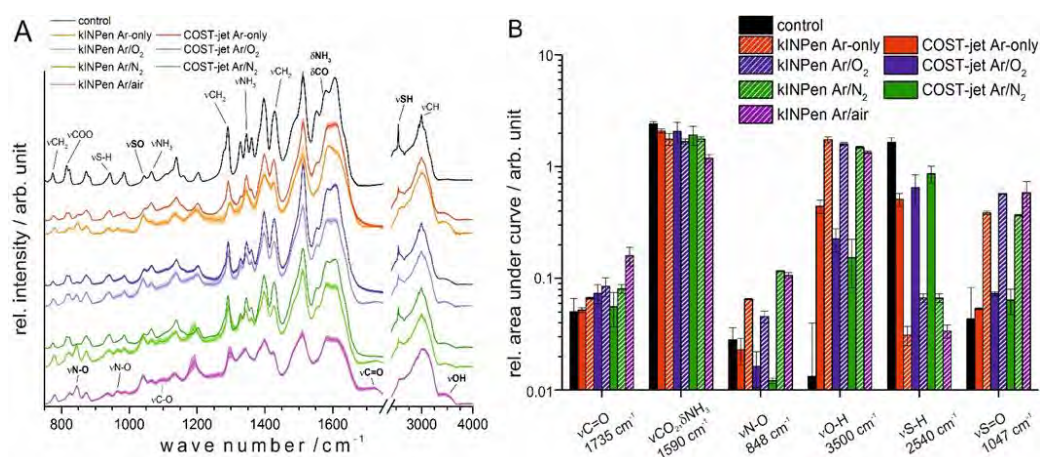 A
control
kINPen Ar-only
COST-jet Ar-only
kINPen Ar/O₂
COST-jet Ar/O₂
kINPen Ar/N₂
COST-jet Ar/N₂
kINPen Ar/air
νCH₂
νCOO
νS-H
νSO
νNH₃
νCH₂
νNH₃
νCH₂
δNH₃
δCO
νSH
νCH
νN-O
νN-O
νC-O
νC=O
νOH
rel. intensity / arb. unit
800 1000 1200 1400 1600 3000 4000
wave number / cm⁻¹
B
control
kINPen Ar-only
COST-jet Ar-only
kINPen Ar/O₂
COST-jet Ar/O₂
kINPen Ar/N₂
COST-jet Ar/N₂
kINPen Ar/air
rel. area under curve / arb. unit
10
1
0.1
0.01
νC=O
1735 cm⁻¹
νCO₂,δNH₃
1590 cm⁻¹
νN-O
848 cm⁻¹
νO-H
3500 cm⁻¹
νS-H
2540 cm⁻¹
νS=O
1047 cm⁻¹